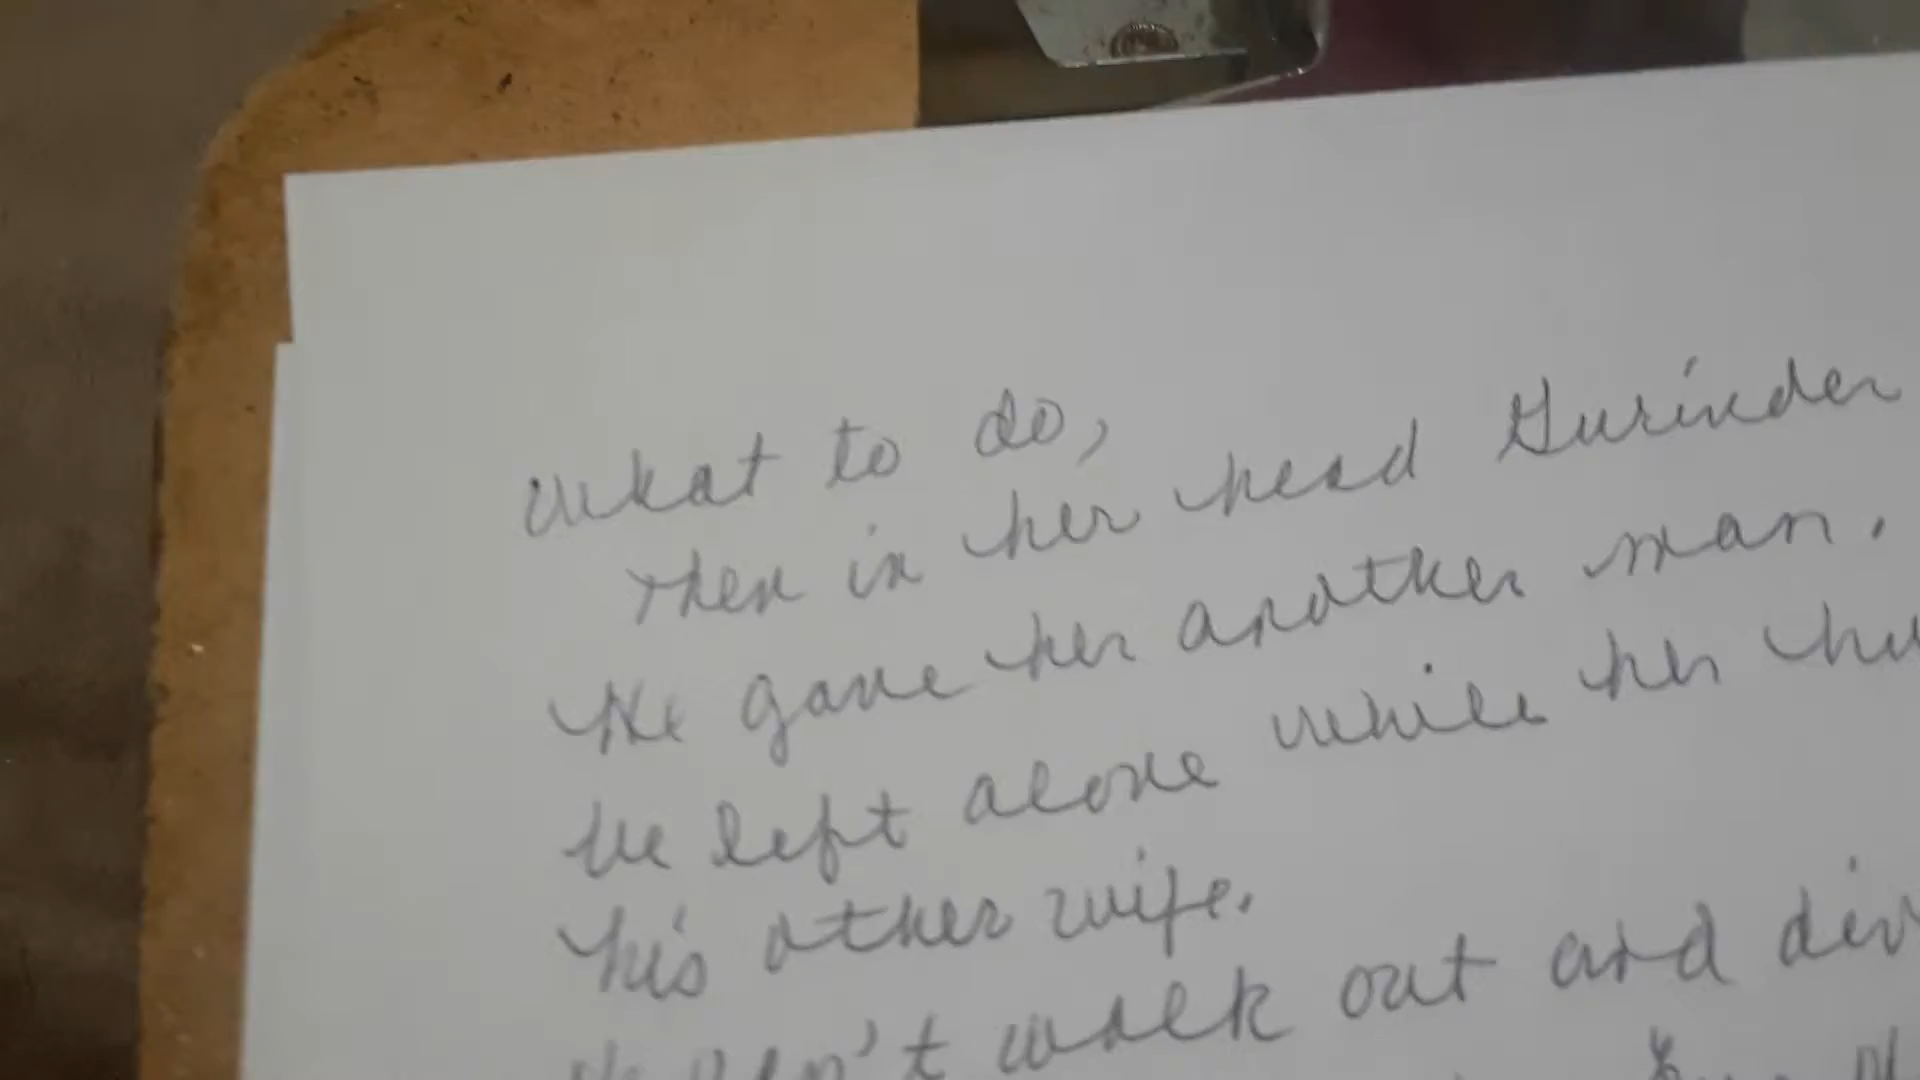 What to do,
Then in her head Gurinder
He gave her another man.
be left alone while her
his other wife.
walk out and